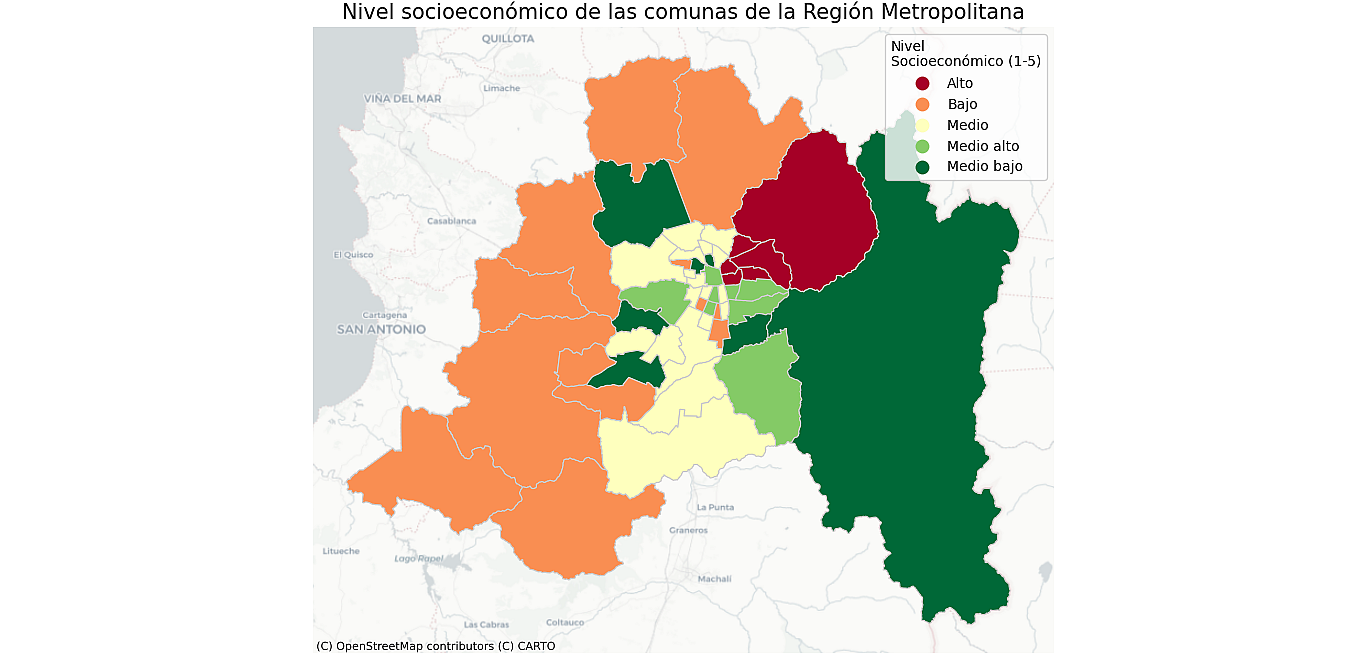 Nivel socioeconómico de las comunas de la Región Metropolitana
Nivel
Socioeconómico (1-5)
Alto
Bajo
Medio
Medio alto
Medio bajo
QUILLOTA
Limache
VIÑA DEL MAR
Casablanca
El Quisco
Cartagena
SAN ANTONIO
La Punta
Graneros
Litueche
Lago Rapel
Machalí
Las Cabras
Coltauco
(C) OpenStreetMap contributors (C) CARTO